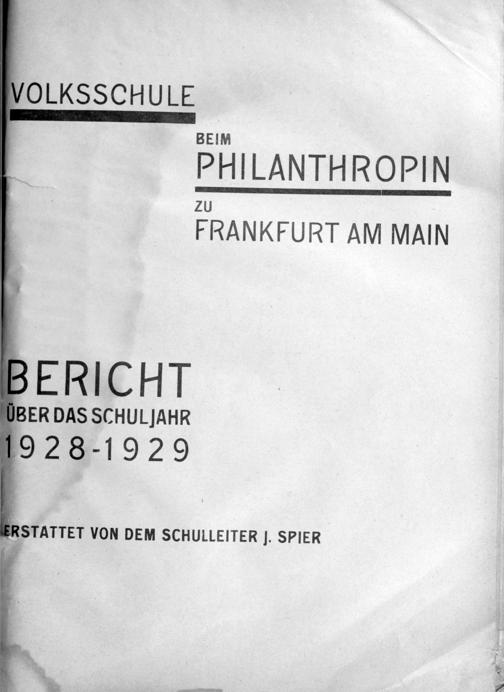 VOLKSSCHULE
BEIM
PHILANTHROPIN
ZU
FRANKFURT AM MAIN
BERICHT
ÜBER DAS SCHULJAHR
1928-1929
ERSTATTET VON DEM SCHULLEITER J. SPIER